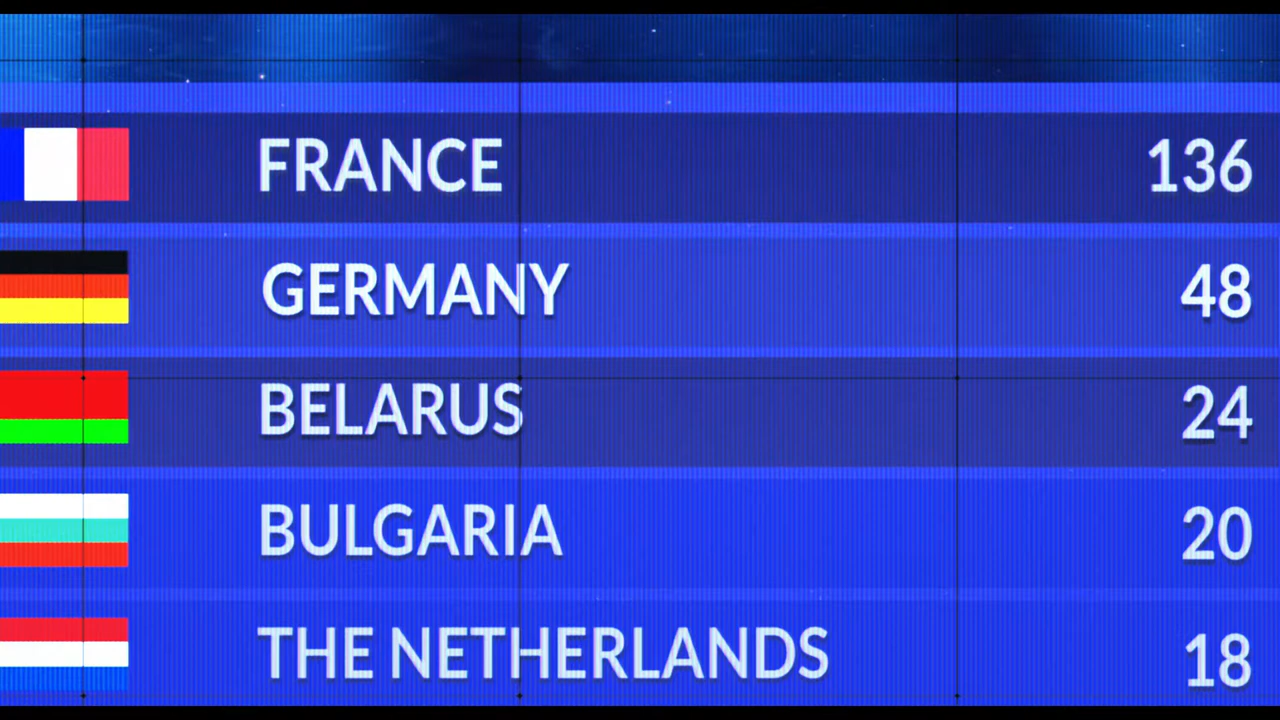 FRANCE 136
GERMANY 48
BELARUS 24
BULGARIA 20
THE NETHERLANDS 18